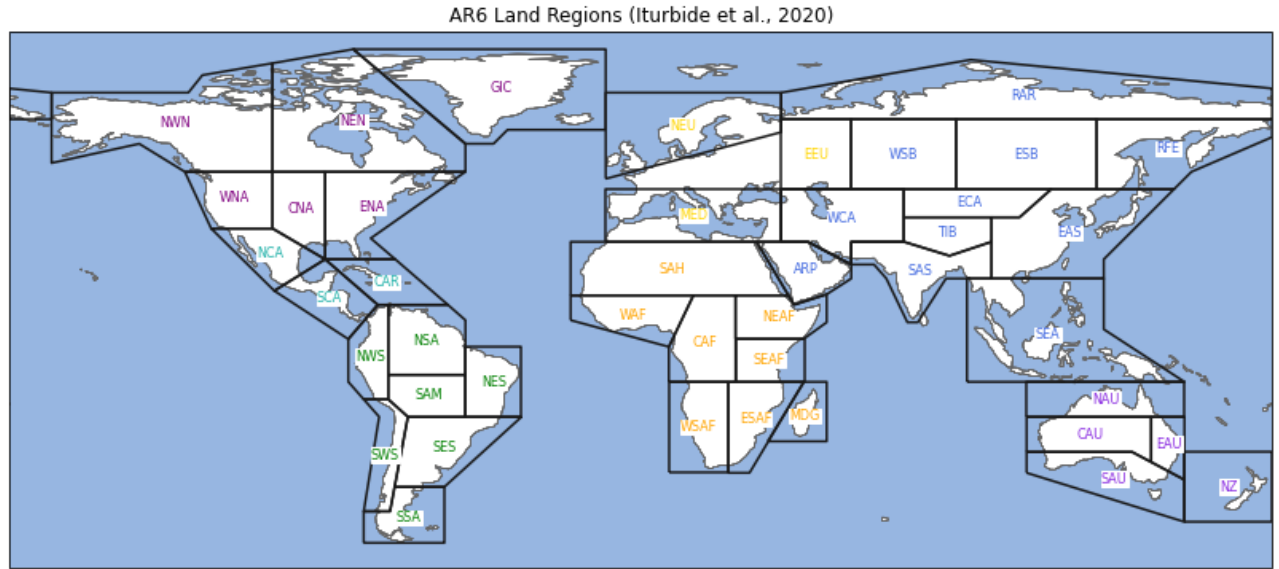 AR6 Land Regions (Iturbide et al., 2020)
GIC
RAR
NWN
NEN
NEU
EEU
WSB
ESB
RFE
WNA
CNA
ENA
MED
WCA
ECA
TIB
EAS
NCA
CAR
SCA
SAH
ARP
SAS
WAF
NEAF
CAF
SEAF
SEA
NWS
NSA
SAM
NES
WSAF
ESAF
MDG
NAU
CAU
EAU
SWS
SES
SAU
NZ
SSA